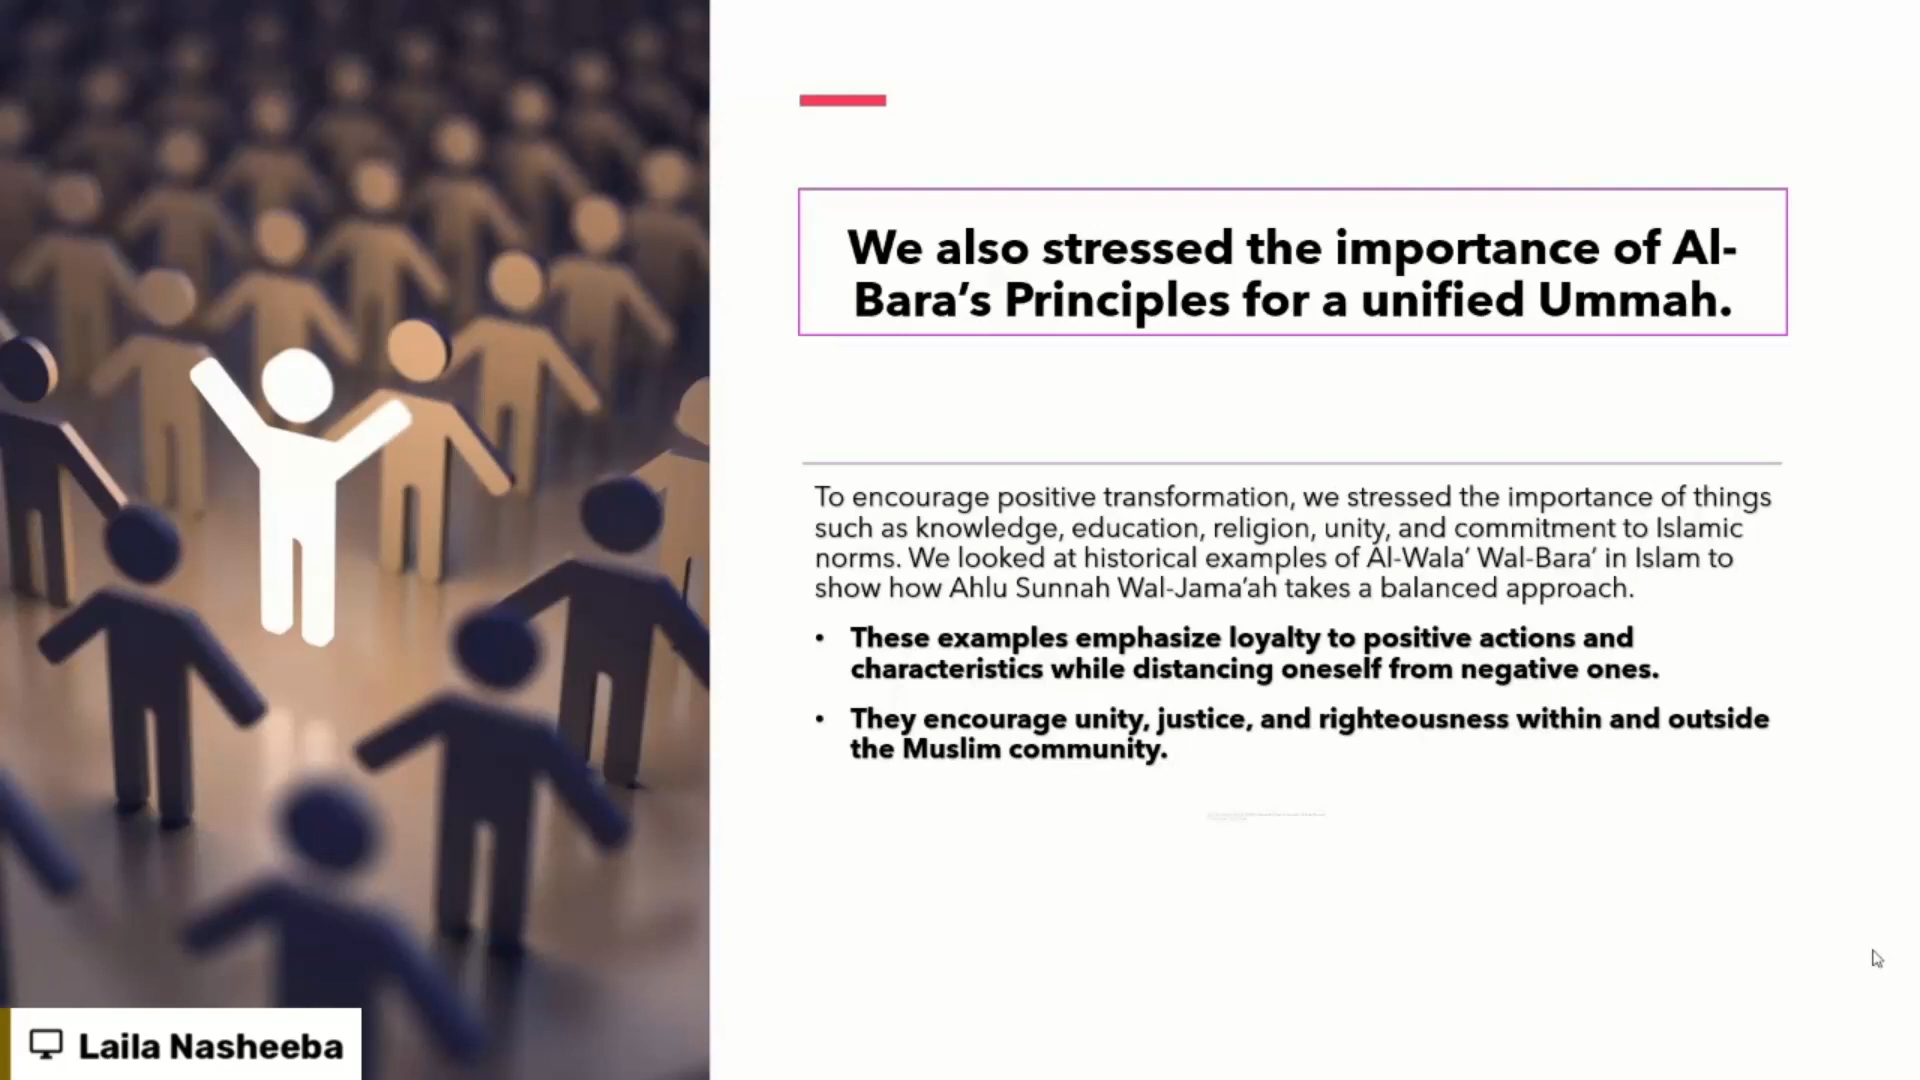 We also stressed the importance of Al-
Bara’s Principles for a unified Ummah.
To encourage positive transformation, we stressed the importance of things
such as knowledge, education, religion, unity, and commitment to Islamic
norms. We looked at historical examples of Al-Wala’ Wal-Bara’ in Islam to
show how Ahlu Sunnah Wal-Jama’ah takes a balanced approach.
• These examples emphasize loyalty to positive actions and
characteristics while distancing oneself from negative ones.
• They encourage unity, justice, and righteousness within and outside
the Muslim community.
Laila Nasheeba